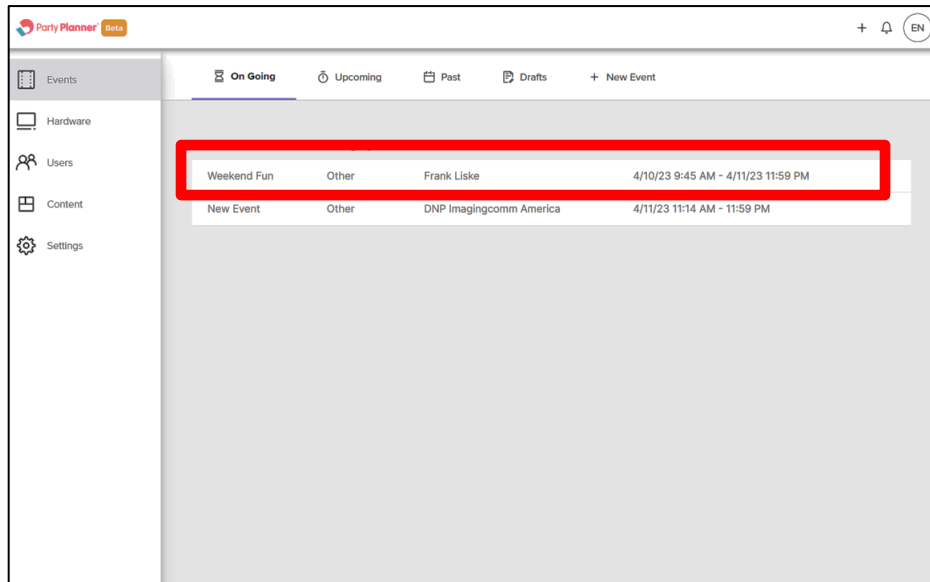 Party Planner Beta
+ EN
Events
On Going Upcoming Past Drafts + New Event
Hardware
Users
Content
Settings
Weekend Fun Other Frank Liske 4/10/23 9:45 AM - 4/11/23 11:59 PM
New Event Other DNP Imagingcomm America 4/11/23 11:14 AM - 11:59 PM